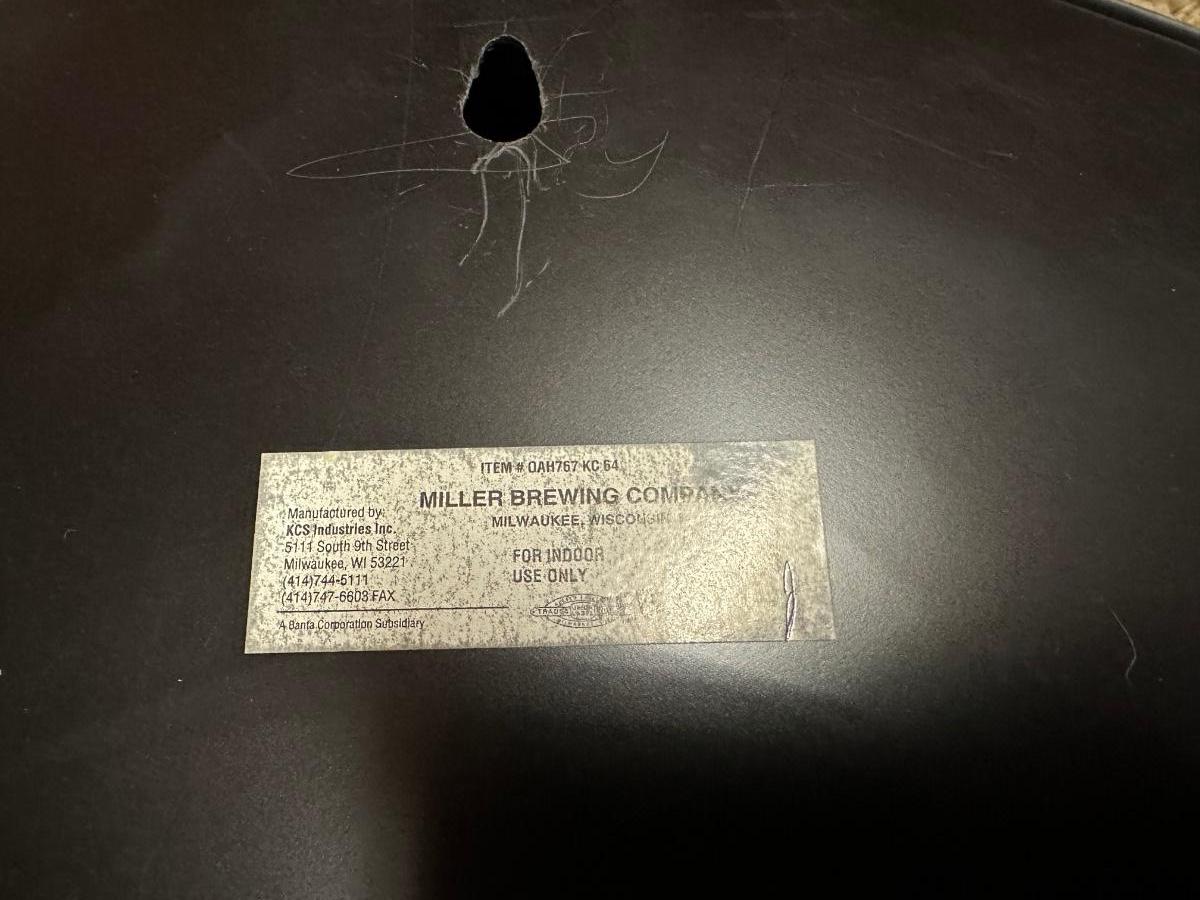 ITEM # OAH767 KC 64
MILLER BREWING COMPANY
MILWAUKEE, WISCONSIN
Manufactured by:
KCS Industries Inc.
5111 South 9th Street
Milwaukee, WI 53221
(414)744-5111
(414)747-6603 FAX
FOR INDOOR
USE ONLY
TRADES
A Banta Corporation Subsidiary